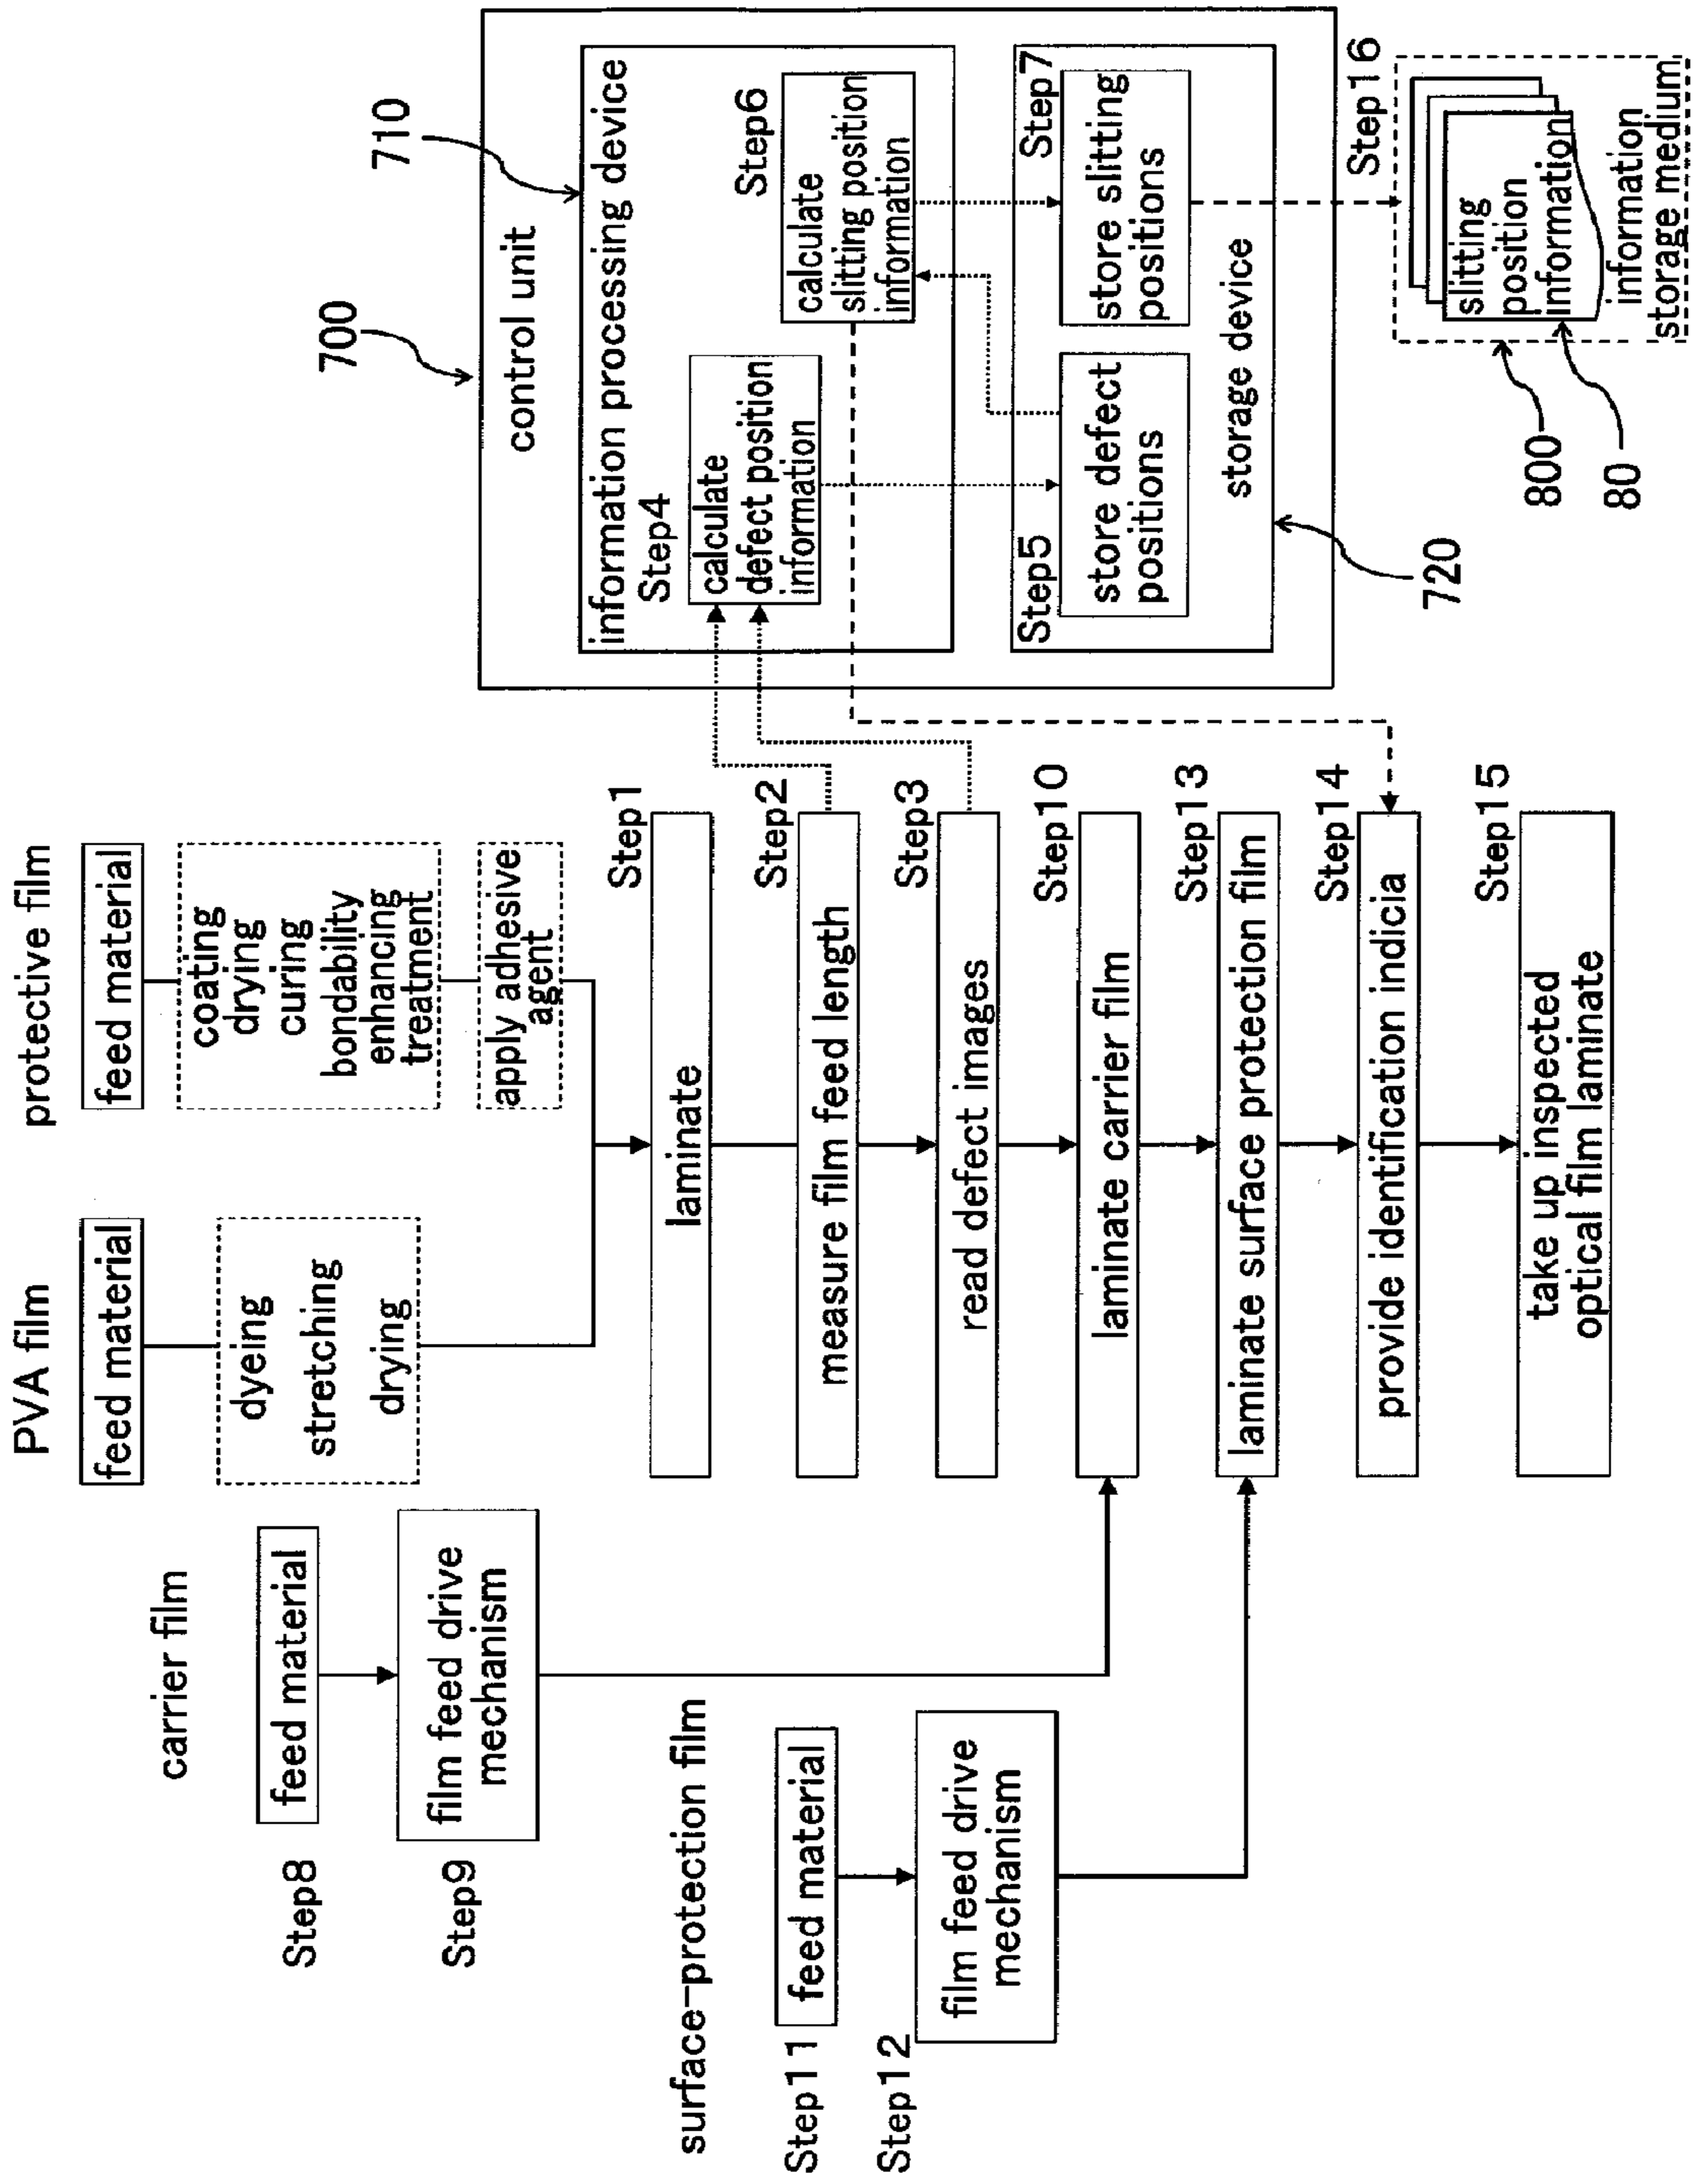 PVA film
feed material
dyeing
stretching
drying
protective film
feed material
coating
drying
curing
bondability
enhancing
treatment
apply adhesive
agent
carrier film
Step8
feed material
Step9
film feed drive
mechanism
surface-protection film
Step11
feed material
Step12
film feed drive
mechanism
Step1
laminate
Step2
measure film feed length
Step3
read defect images
Step10
laminate carrier film
Step13
laminate surface protection film
Step14
provide identification indicia
Step15
take up inspected
optical film laminate
700
control unit
710
information processing device
Step4
calculate
defect position
information
Step6
calculate
slitting position
information
Step5
store defect
positions
Step7
store slitting
positions
storage device
720
Step16
slitting
position
information
information
storage medium
800
80